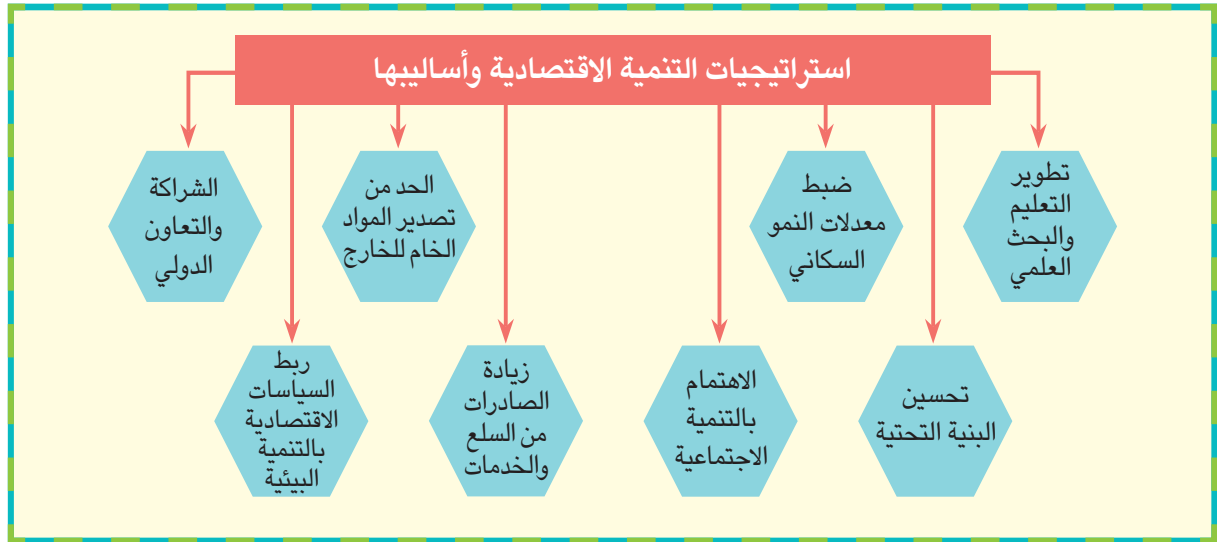 استراتيجيات التنمية الاقتصادية وأساليبها
تطوير
التعليم
والبحث
العلمي
تحسين
البنية التحتية
ضبط
معدلات النمو
السكاني
الاهتمام
بالتنمية
الاجتماعية
زيادة
الصادرات
من السلع
والخدمات
الحد من
تصدير المواد
الخام للخارج
ربط
السياسات
الاقتصادية
بالتنمية
البيئية
الشراكة
والتعاون
الدولي